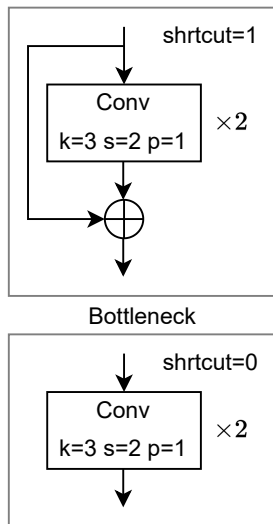 shrtcut=1
Conv
k=3 s=2 p=1
×2
Bottleneck
shrtcut=0
Conv
k=3 s=2 p=1
×2